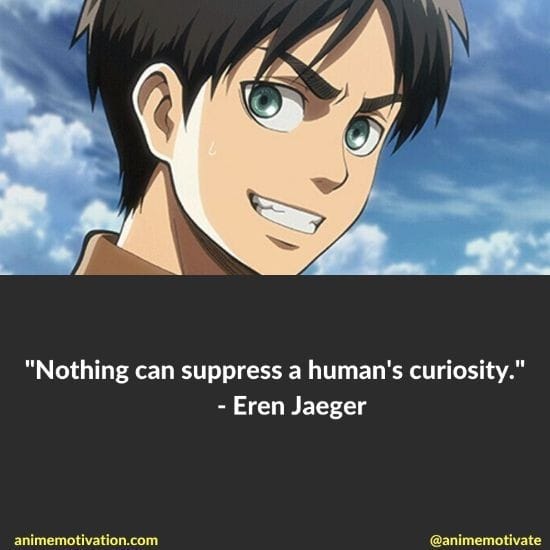 "Nothing can suppress a human's curiosity."
- Eren Jaeger
animemotivation.com
@animemotivate